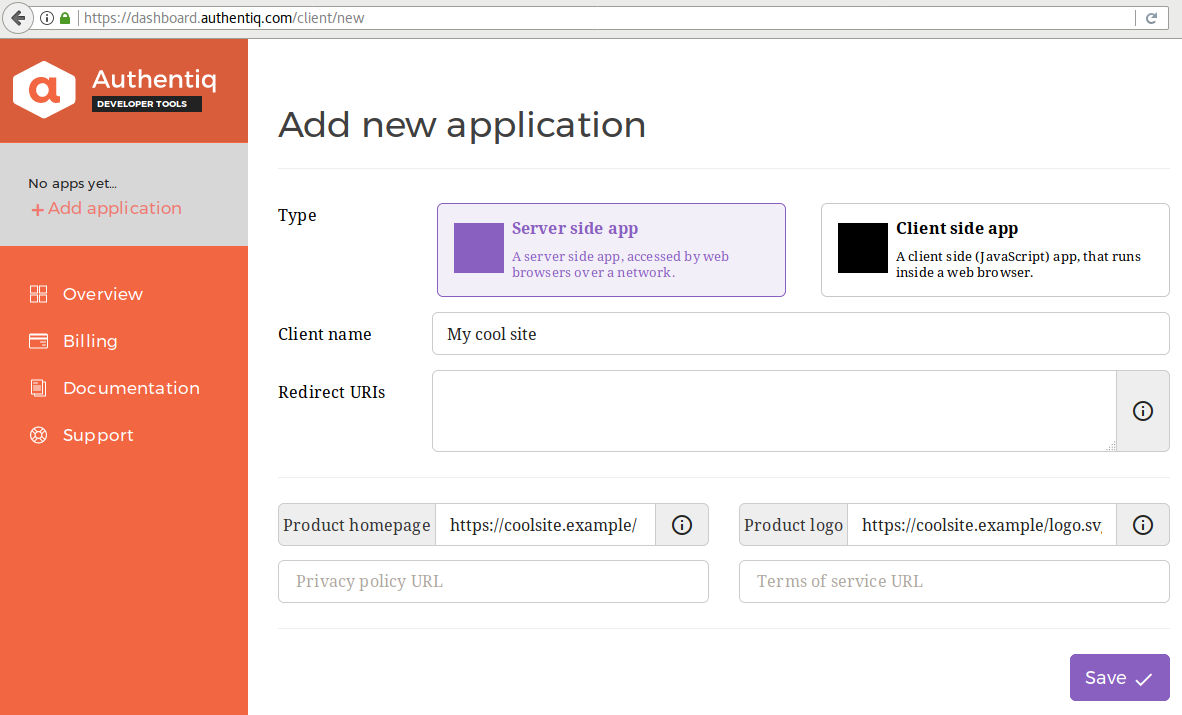 https://dashboard.authentiq.com/client/new
Authentiq
DEVELOPER TOOLS
No apps yet...
+ Add application
Overview
Billing
Documentation
Support
Add new application
Type
Server side app
A server side app, accessed by web
browsers over a network.
Client side app
A client side (JavaScript) app, that runs
inside a web browser.
Client name
My cool site
Redirect URIs
Product homepage
https://coolsite.example/
Product logo
https://coolsite.example/logo.sv
Privacy policy URL
Terms of service URL
Save